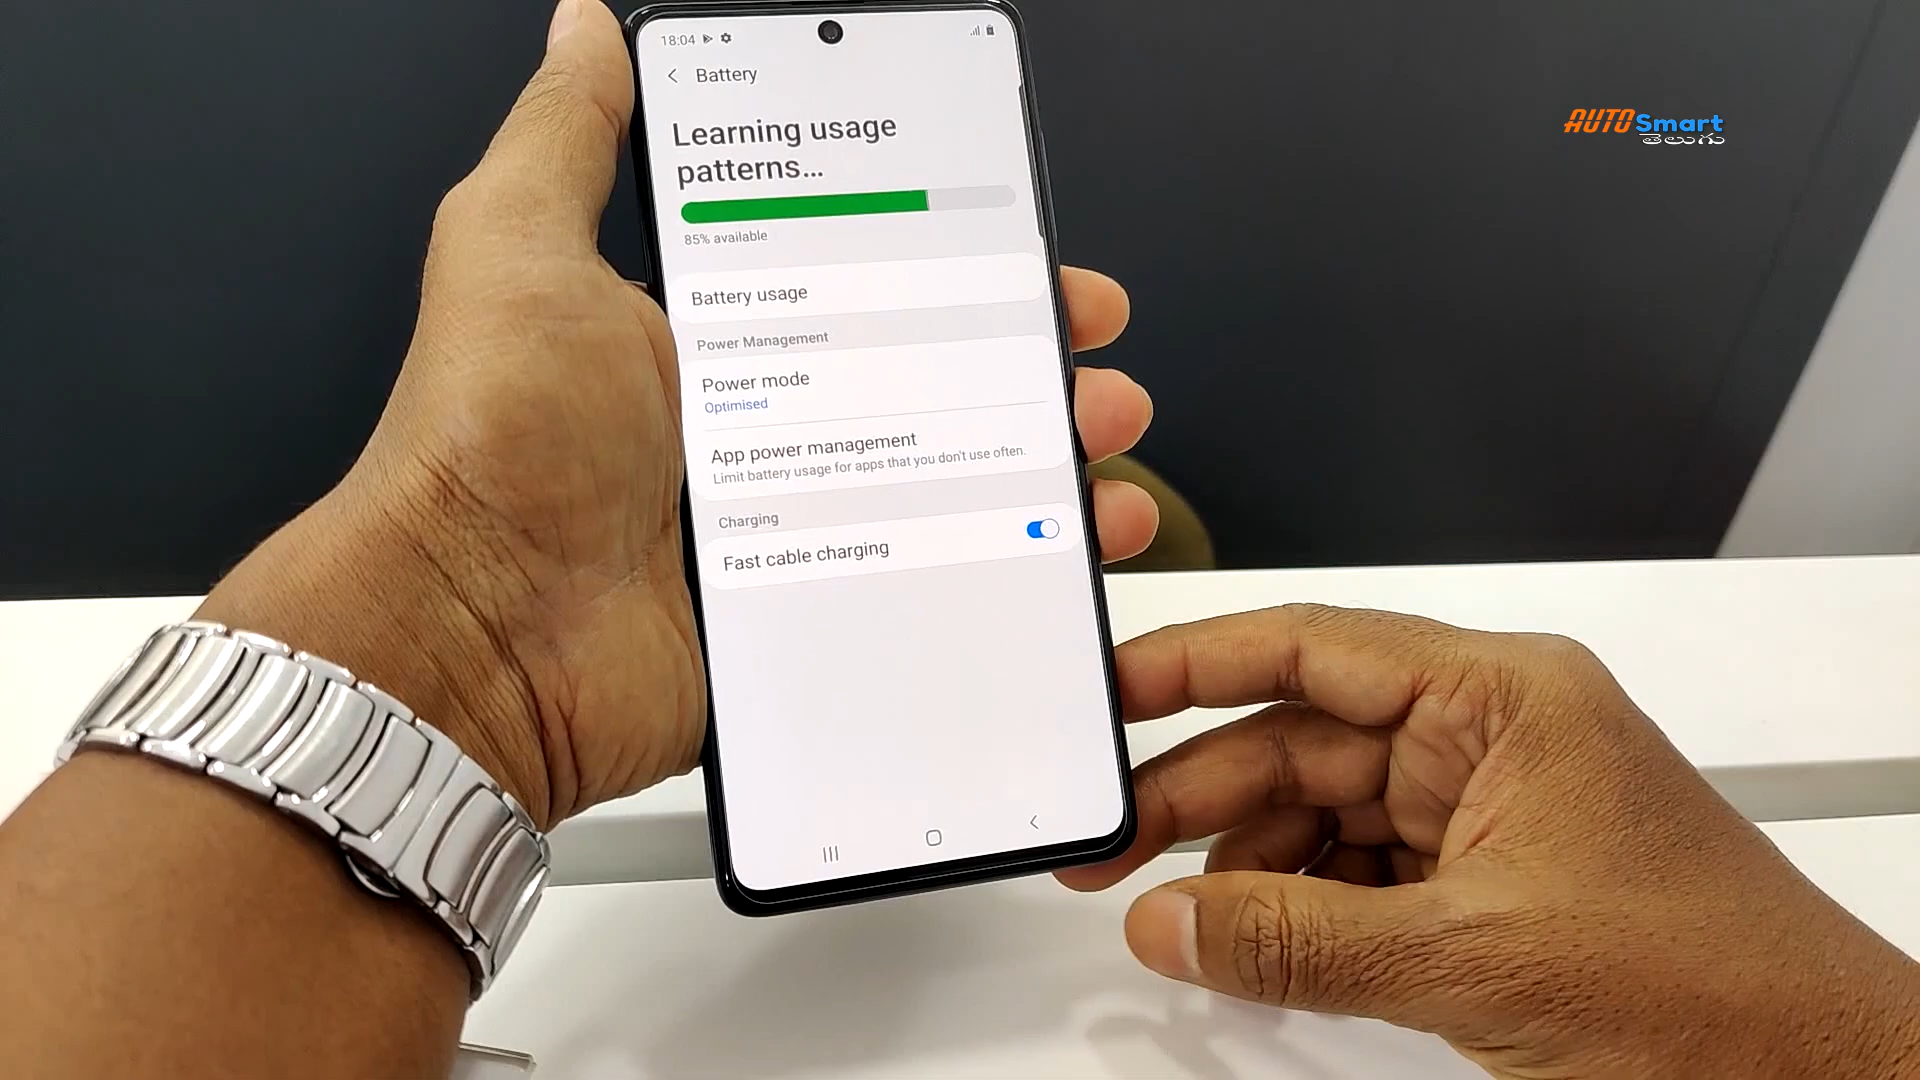 18:04
Battery
Learning usage
patterns...
85% available
Battery usage
Power Management
Power mode
Optimised
App power management
Limit battery usage for apps that you don't use often.
Charging
Fast cable charging
AUTO Smart
తెలుగు